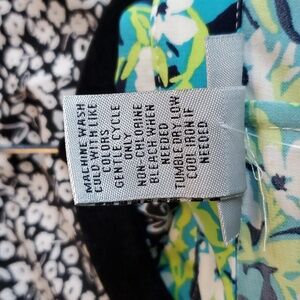 MACHINE WASH
COLD WITH LIKE
COLORS
GENTLE CYCLE
ONLY
NON-CHLORINE
BLEACH WHEN
NEEDED
TUMBLE DRY LOW
COOL IRON IF
NEEDED